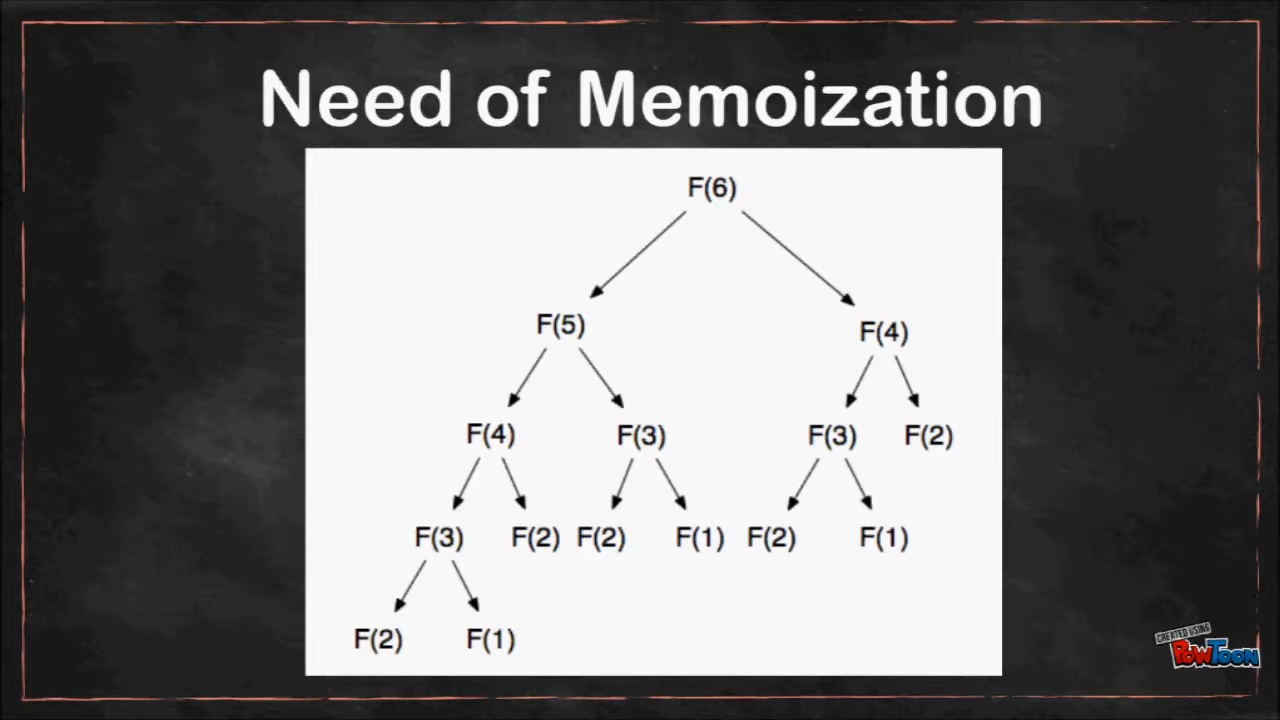 Need of Memoization
F(6)
F(5) F(4)
F(4) F(3) F(3) F(2)
F(3) F(2) F(2) F(1) F(2) F(1)
F(2) F(1)
CREATED USING
POWTOON